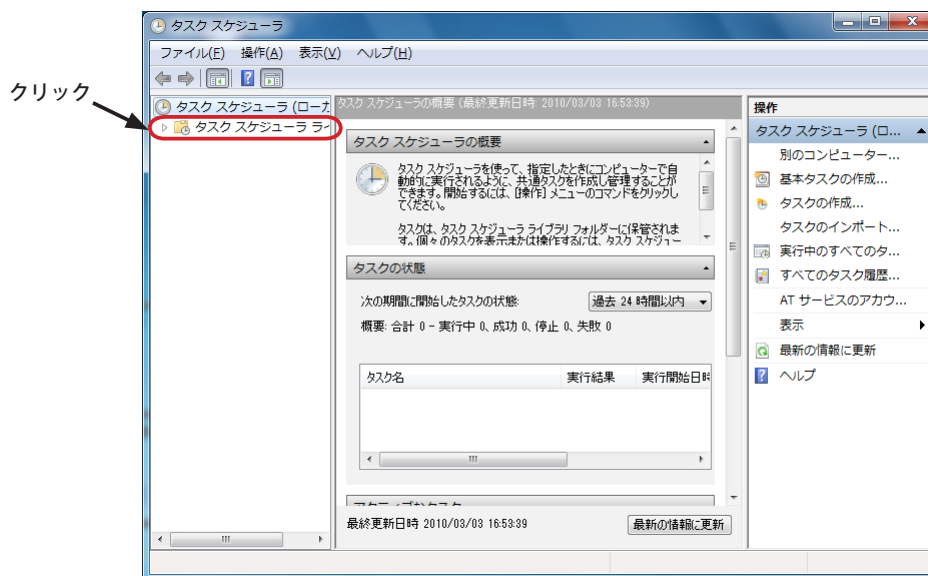 タスク スケジューラ
ファイル(F) 操作(A) 表示(V) ヘルプ(H)
クリック
タスク スケジューラ (ローカ
タスク スケジューラ ライ
タスク スケジューラの概要 (最終更新日時: 2010/03/03 16:53:39)
タスク スケジューラの概要
タスク スケジューラを使って、指定したときにコンピューターで自
動的に実行されるように、共通タスクを作成し管理することが
できます。開始するには、[操作] メニューのコマンドをクリックし
てください。
タスクは、タスク スケジューラ ライブラリ フォルダーに保管されま
す。個々のタスクを表示または操作するには、タスク スケジュー
タスクの状態
次の期間に開始したタスクの状態:
過去 24 時間以内
概要: 合計 0 - 実行中 0、成功 0、停止 0、失敗 0
タスク名 実行結果 実行開始日時
最終更新日時 2010/03/03 16:53:39
最新の情報に更新
操作
タスク スケジューラ (ロ...
別のコンピューター...
基本タスクの作成...
タスクの作成...
タスクのインポート...
実行中のすべてのタ...
すべてのタスク履歴...
AT サービスのアカウ...
表示
最新の情報に更新
ヘルプ